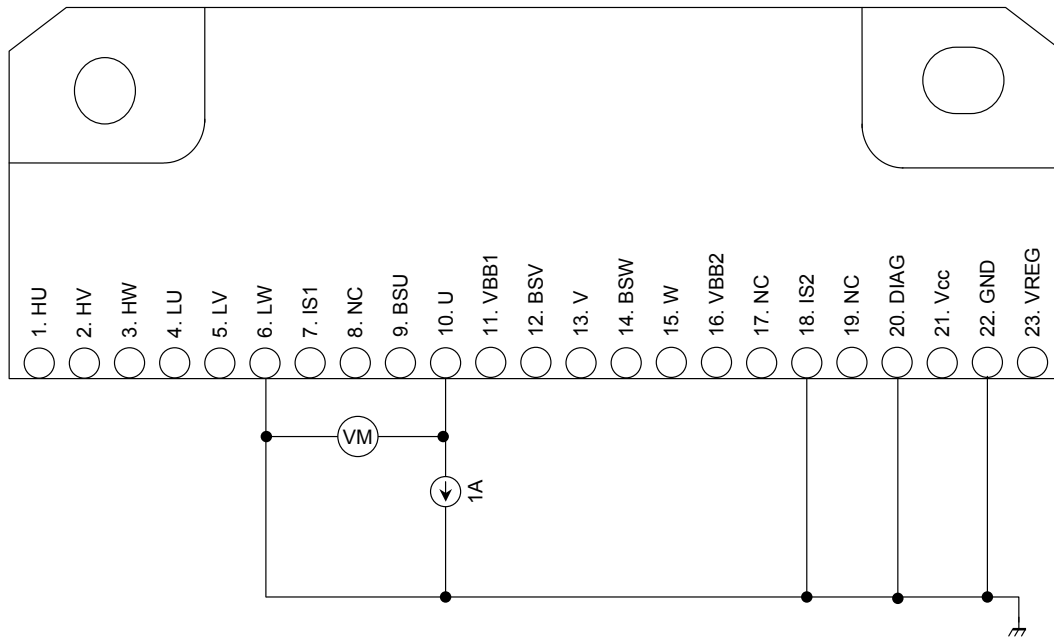 1. HU
2. HV
3. HW
4. LU
5. LV
6. LW
7. IS1
8. NC
9. BSU
10. U
11. VBB1
12. BSV
13. V
14. BSW
15. W
16. VBB2
17. NC
18. IS2
19. NC
20. DIAG
21. Vcc
22. GND
23. VREG
VM
1A